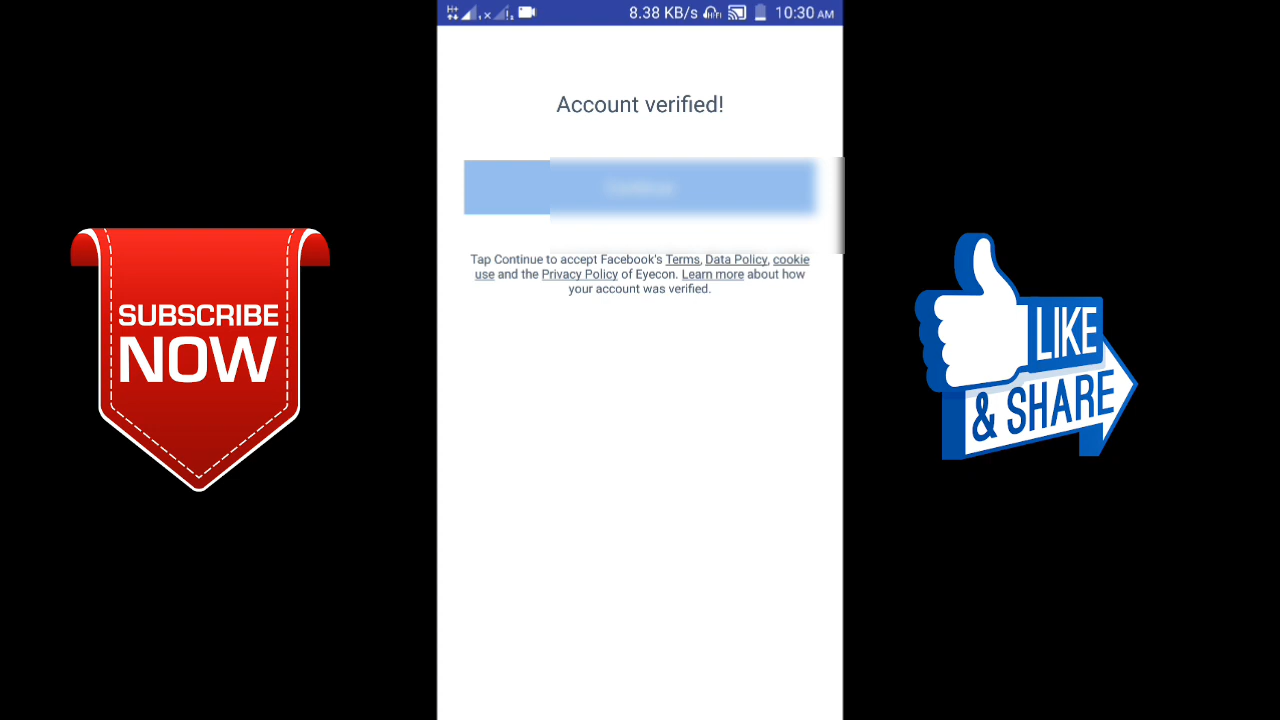 H+
8.38 KB/s
10:30 AM
Account verified!
Continue
Tap Continue to accept Facebook's Terms, Data Policy, cookie
use and the Privacy Policy of Eyecon. Learn more about how
your account was verified.
SUBSCRIBE
NOW
LIKE
& SHARE